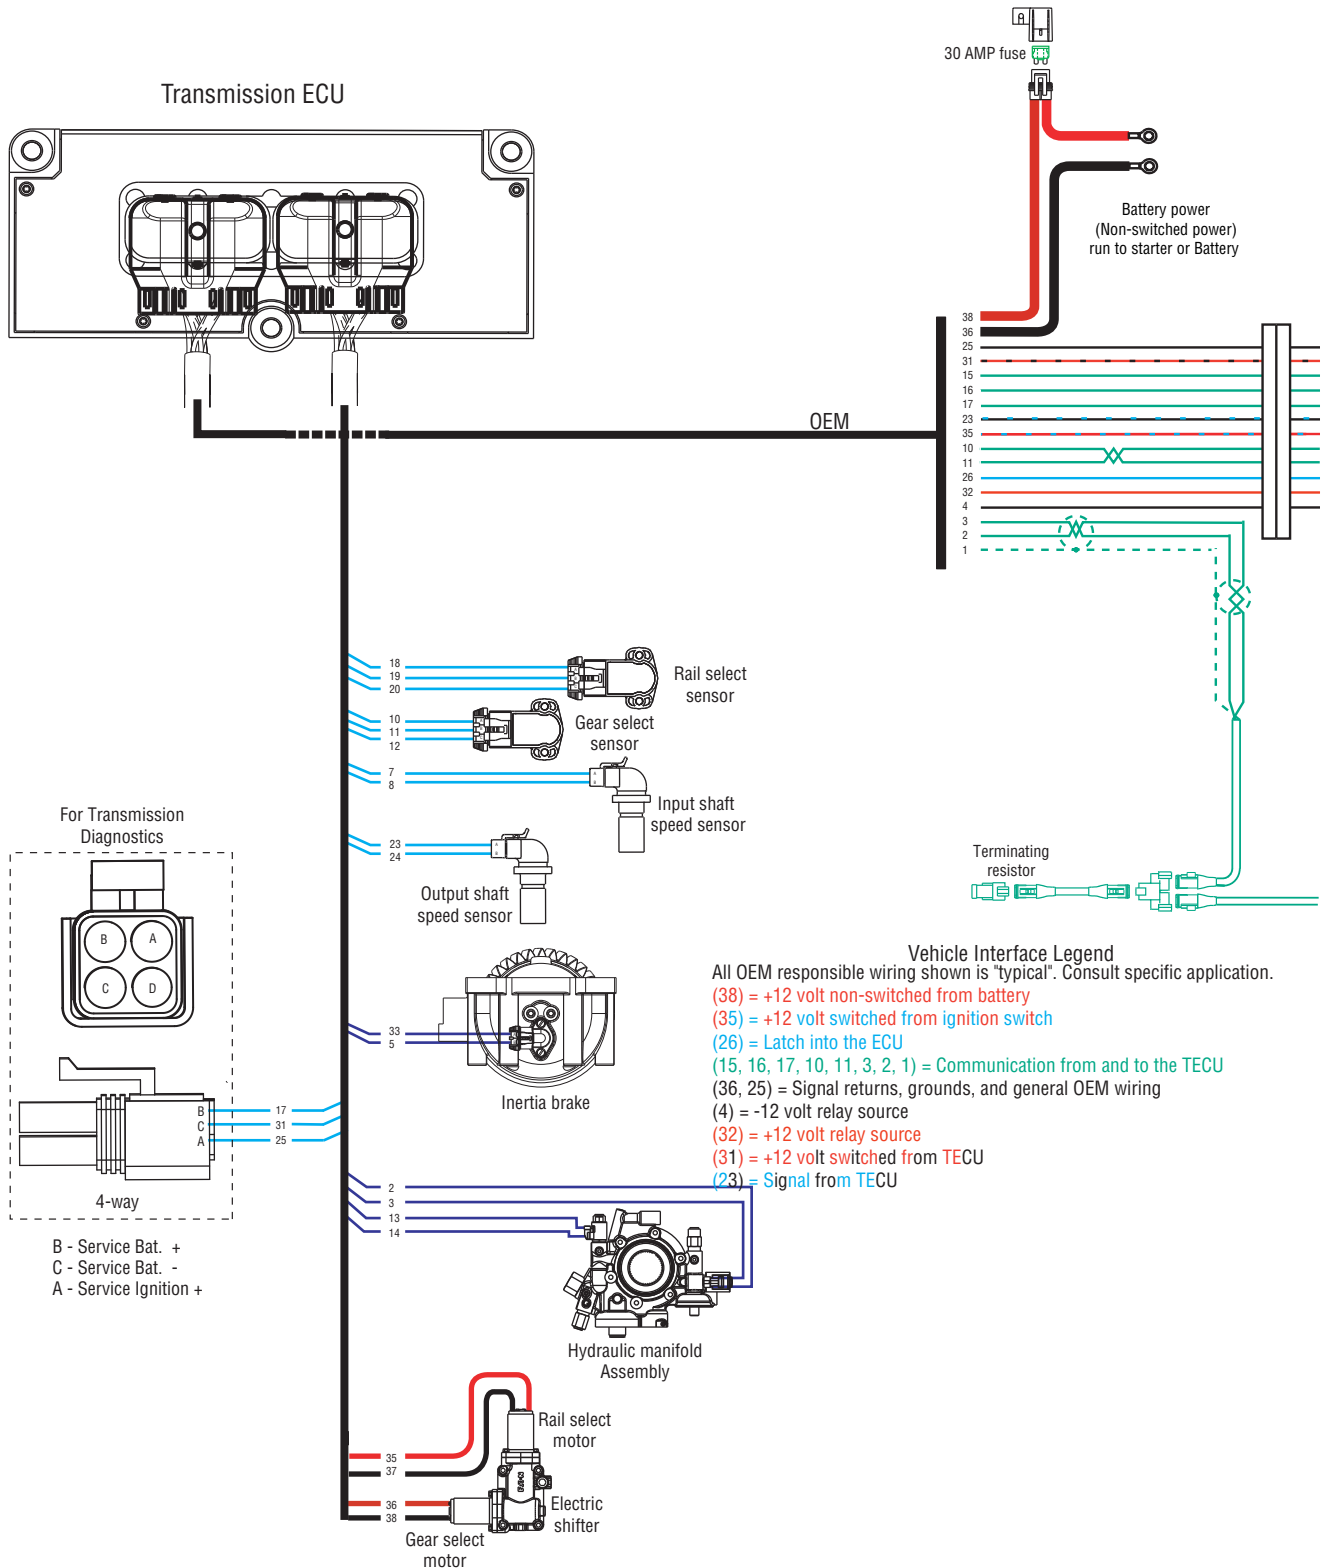 30 AMP fuse
Transmission ECU
Battery power
(Non-switched power)
run to starter or Battery
38
36
25
31
15
16
17
23
35
10
11
26
32
4
3
2
1
OEM
18
19
20
Rail select
sensor
10
11
12
Gear select
sensor
7
8
A
B
Input shaft
speed sensor
23
24
A
B
Output shaft
speed sensor
For Transmission
Diagnostics
B
A
C
D
33
5
Inertia brake
B
C
A
17
31
25
4-way
B - Service Bat. +
C - Service Bat. -
A - Service Ignition +
Terminating
resistor
Vehicle Interface Legend
All OEM responsible wiring shown is "typical". Consult specific application.
(38) = +12 volt non-switched from battery
(35) = +12 volt switched from ignition switch
(26) = Latch into the ECU
(15, 16, 17, 10, 11, 3, 2, 1) = Communication from and to the TECU
(36, 25) = Signal returns, grounds, and general OEM wiring
(4) = -12 volt relay source
(32) = +12 volt relay source
(31) = +12 volt switched from TECU
(23) = Signal from TECU
2
3
13
14
Hydraulic manifold
Assembly
35
37
Rail select
motor
36
38
Electric
shifter
Gear select
motor